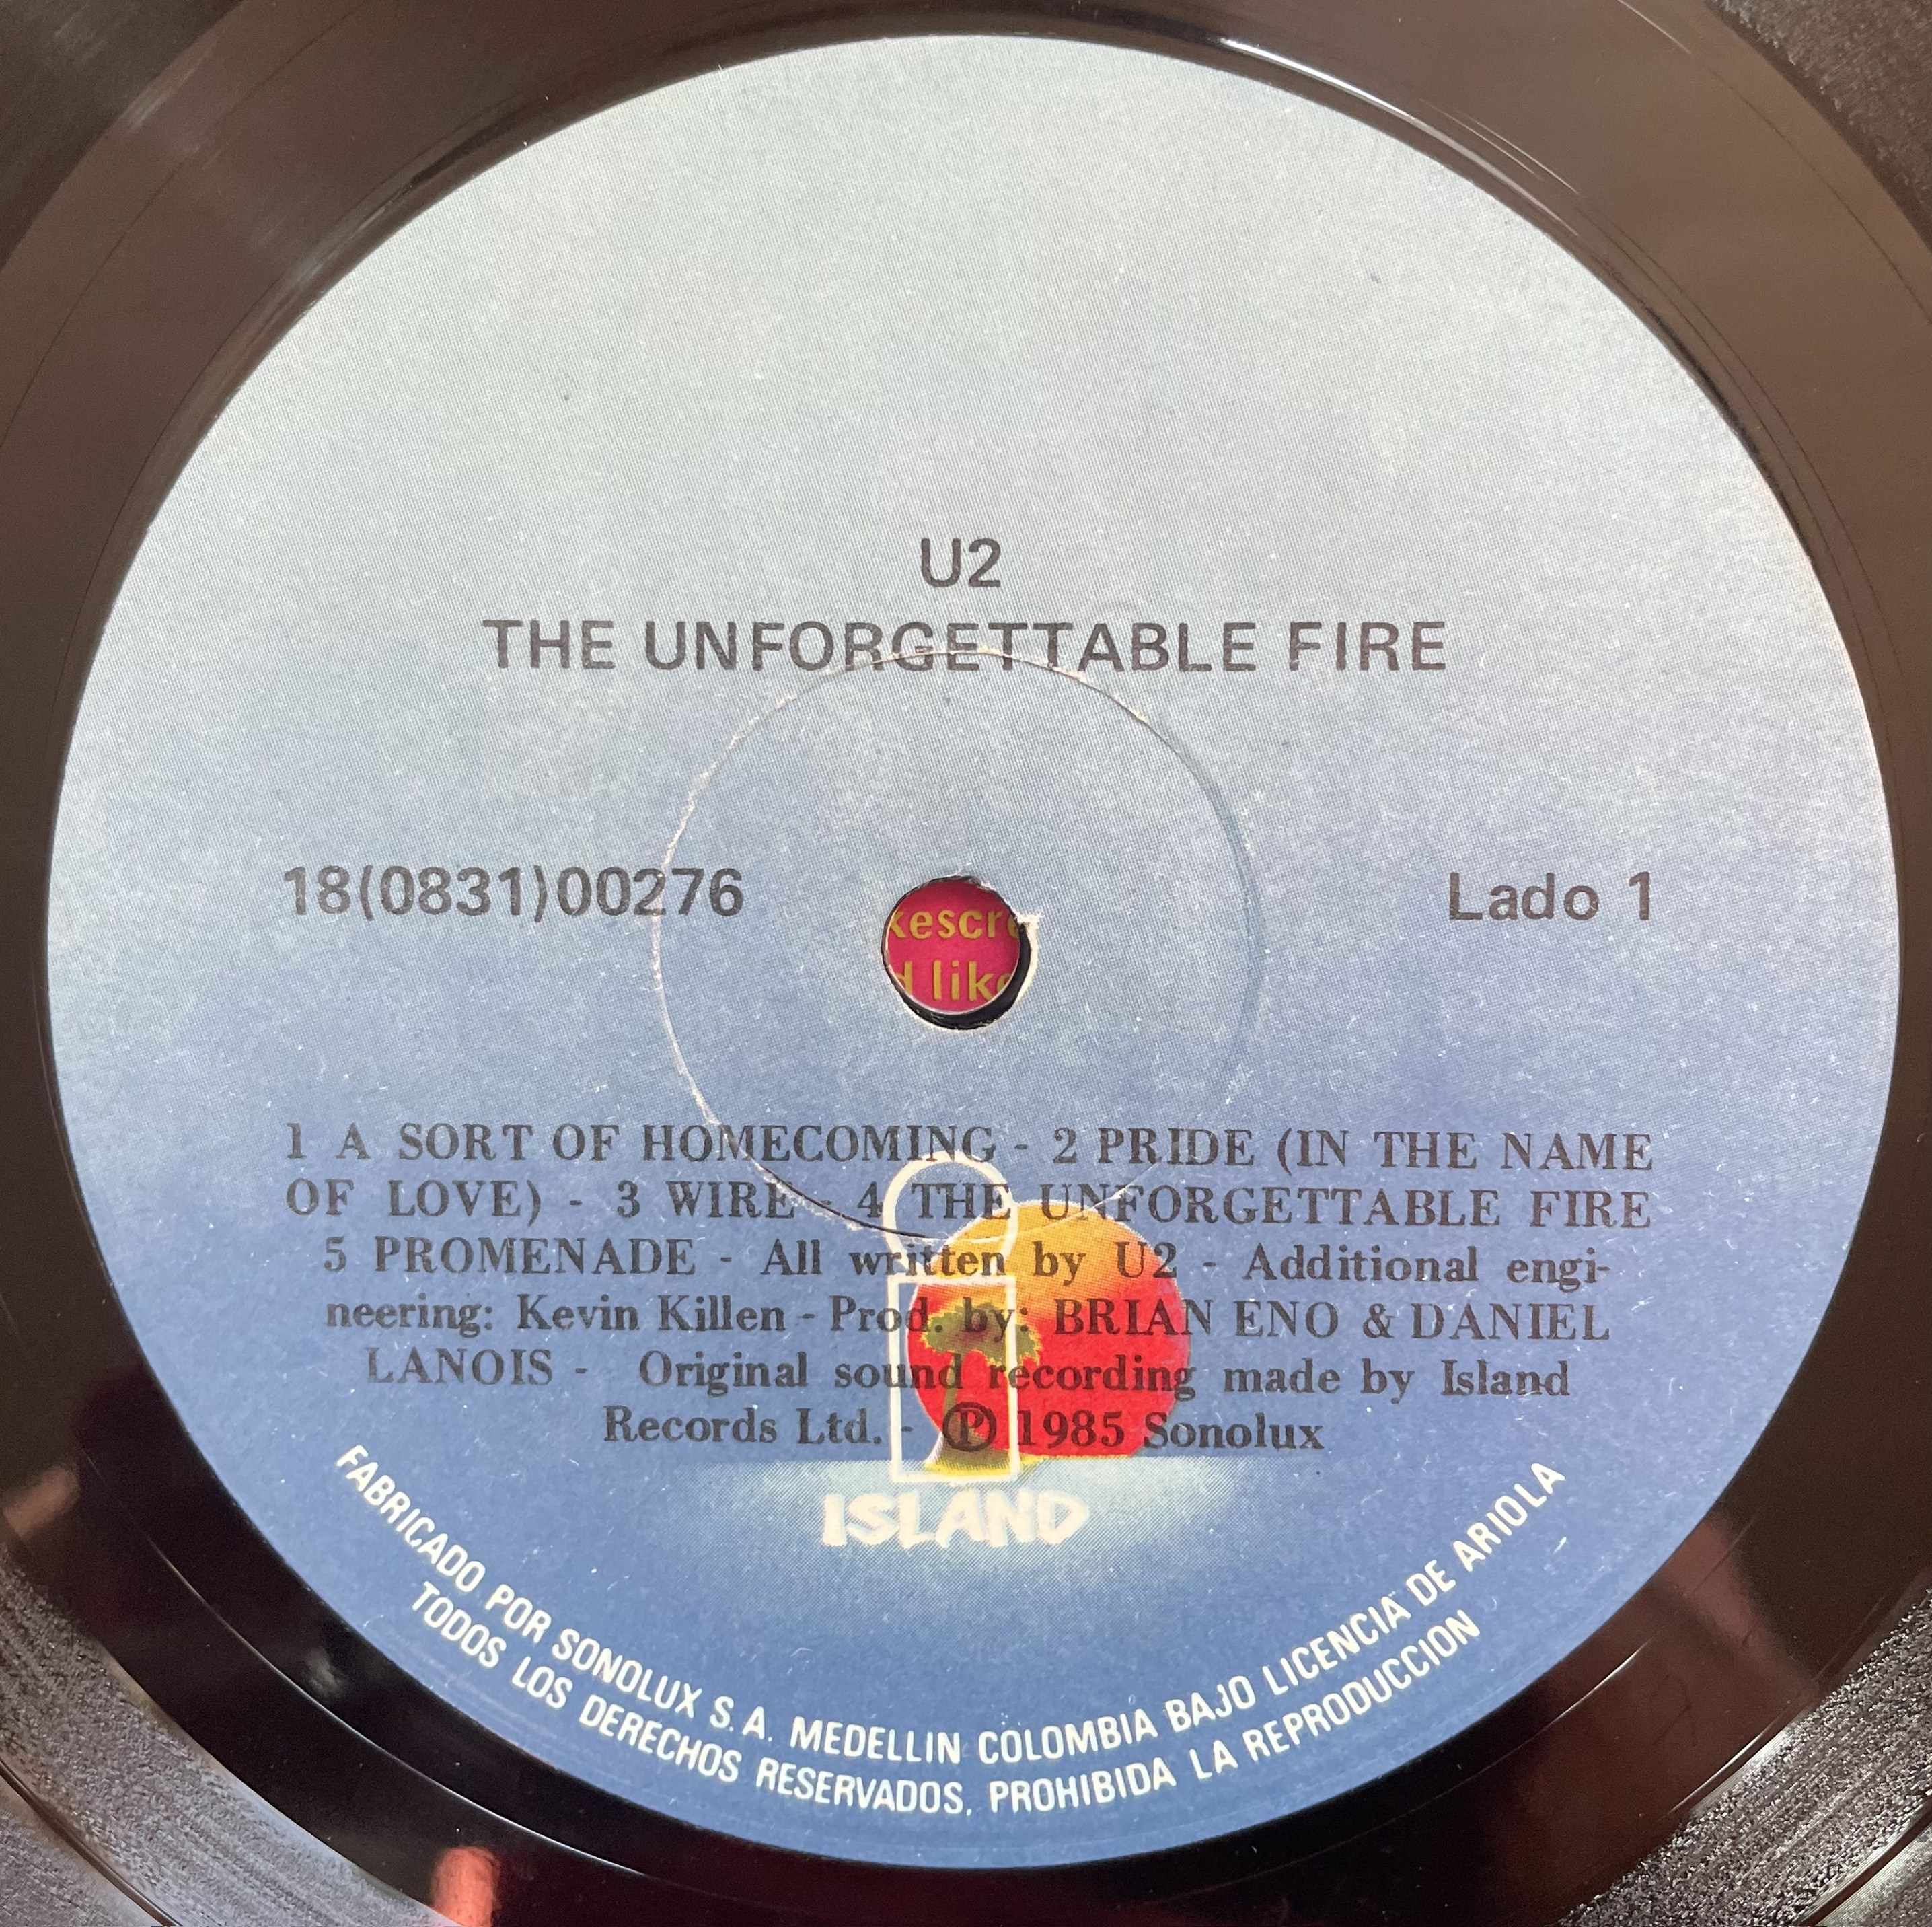 U2
THE UNFORGETTABLE FIRE
18(0831)00276
Lado 1
kescre
d like
1 A SORT OF HOMECOMING - 2 PRIDE (IN THE NAME
OF LOVE) - 3 WIRE - 4 THE UNFORGETTABLE FIRE
5 PROMENADE - All written by U2 - Additional engi-
neering: Kevin Killen - Prod. by: BRIAN ENO & DANIEL
LANOIS - Original sound recording made by Island
Records Ltd. - Ⓟ 1985 Sonolux
ISLAND
FABRICADO POR SONOLUX S.A. MEDELLIN COLOMBIA BAJO LICENCIA DE ARIOLA
TODOS LOS DERECHOS RESERVADOS. PROHIBIDA LA REPRODUCCION